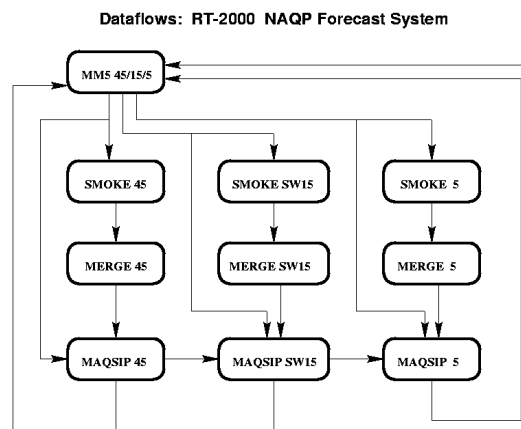 Dataflows: RT-2000 NAQP Forecast System
MM5 45/15/5
SMOKE 45
SMOKE SW15
SMOKE 5
MERGE 45
MERGE SW15
MERGE 5
MAQSIP 45
MAQSIP SW15
MAQSIP 5